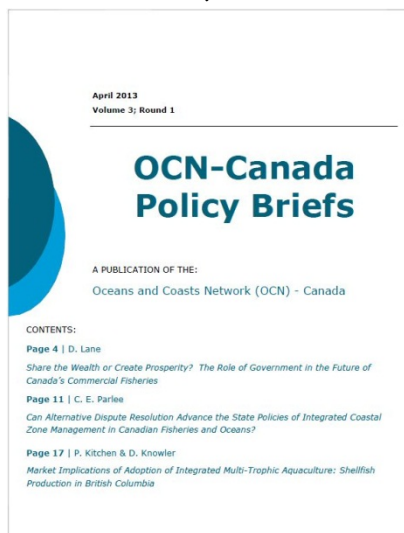 April 2013
Volume 3; Round 1
OCN-Canada
Policy Briefs
A PUBLICATION OF THE:
Oceans and Coasts Network (OCN) - Canada
CONTENTS:
Page 4 | D. Lane
Share the Wealth or Create Prosperity? The Role of Government in the Future of
Canada's Commercial Fisheries
Page 11 | C. E. Parlee
Can Alternative Dispute Resolution Advance the State Policies of Integrated Coastal
Zone Management in Canadian Fisheries and Oceans?
Page 17 | P. Kitchen & D. Knowler
Market Implications of Adoption of Integrated Multi-Trophic Aquaculture: Shellfish
Production in British Columbia